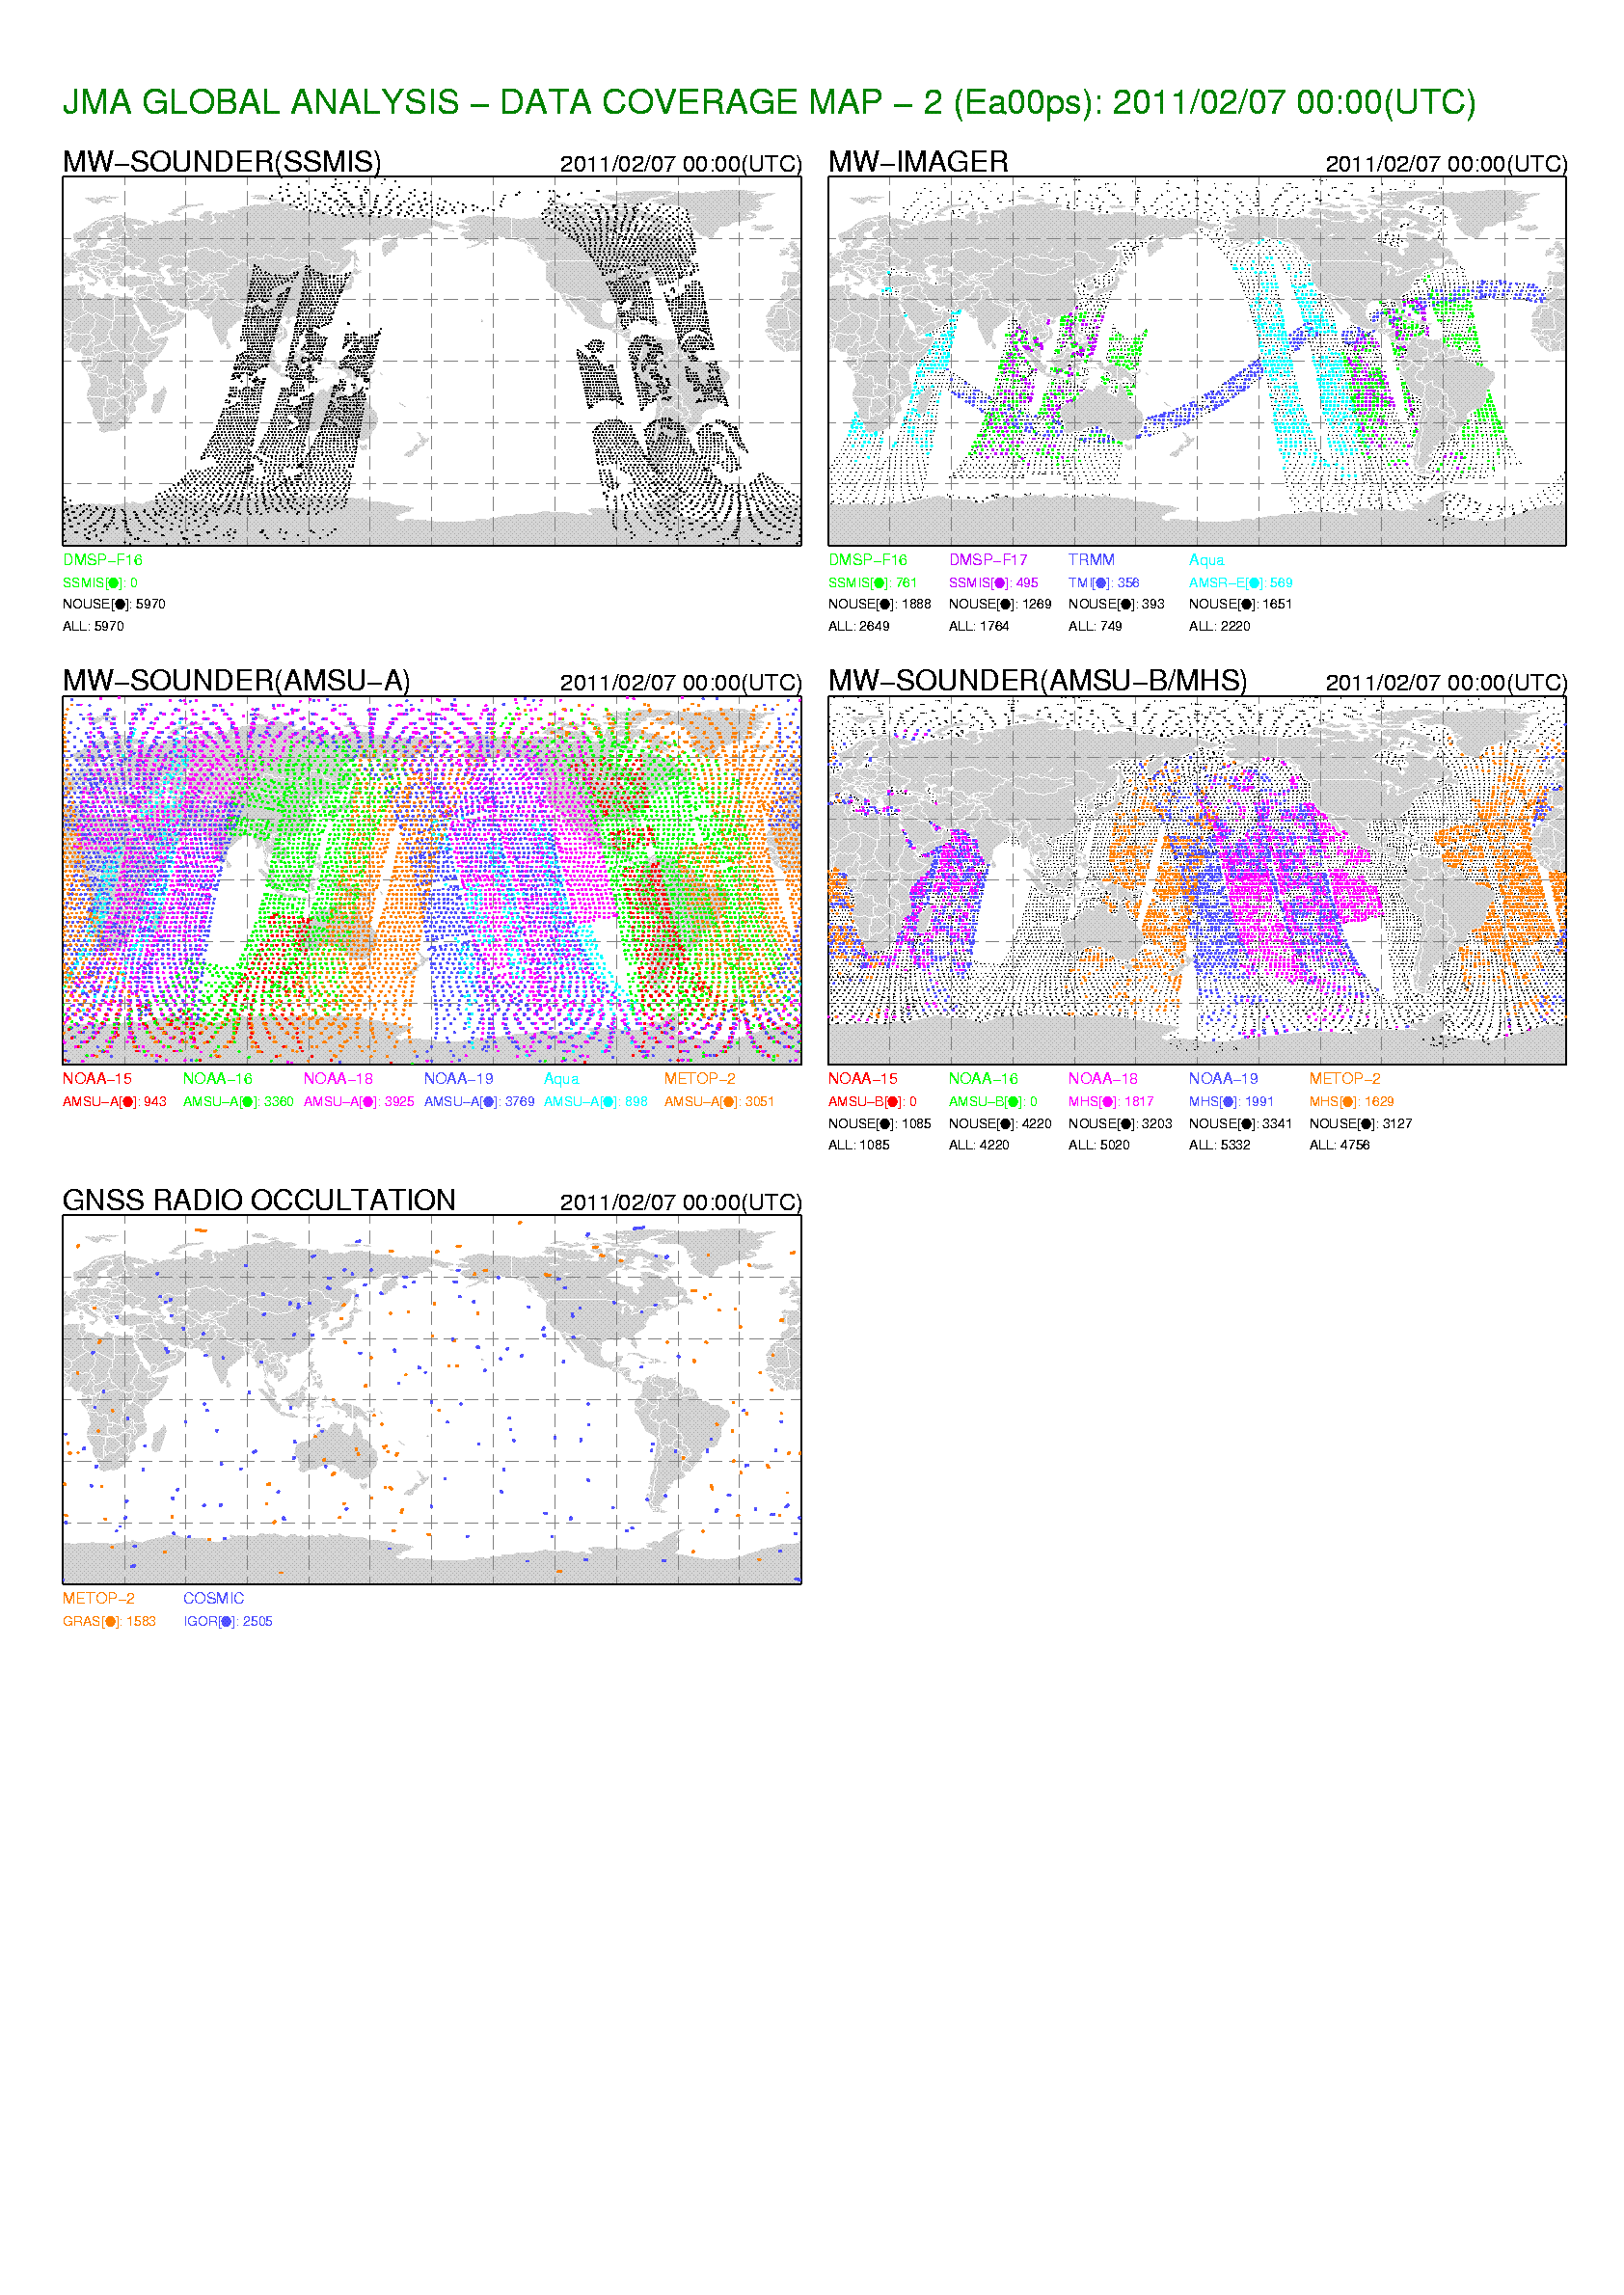 JMA GLOBAL ANALYSIS – DATA COVERAGE MAP – 2 (Ea00ps): 2011/02/07 00:00(UTC)
MW–SOUNDER(SSMIS) 2011/02/07 00:00(UTC)
DMSP–F16
SSMIS[●]: 0
NOUSE[●]: 5970
ALL: 5970
MW–IMAGER 2011/02/07 00:00(UTC)
DMSP–F16 DMSP–F17 TRMM Aqua
SSMIS[●]: 761 SSMIS[●]: 495 TMI[●]: 356 AMSR–E[●]: 569
NOUSE[●]: 1888 NOUSE[●]: 1269 NOUSE[●]: 393 NOUSE[●]: 1651
ALL: 2649 ALL: 1764 ALL: 749 ALL: 2220
MW–SOUNDER(AMSU–A) 2011/02/07 00:00(UTC)
NOAA–15 NOAA–16 NOAA–18 NOAA–19 Aqua METOP–2
AMSU–A[●]: 943 AMSU–A[●]: 3360 AMSU–A[●]: 3925 AMSU–A[●]: 3769 AMSU–A[●]: 898 AMSU–A[●]: 3051
MW–SOUNDER(AMSU–B/MHS) 2011/02/07 00:00(UTC)
NOAA–15 NOAA–16 NOAA–18 NOAA–19 METOP–2
AMSU–B[●]: 0 AMSU–B[●]: 0 MHS[●]: 1817 MHS[●]: 1991 MHS[●]: 1629
NOUSE[●]: 1085 NOUSE[●]: 4220 NOUSE[●]: 3203 NOUSE[●]: 3341 NOUSE[●]: 3127
ALL: 1085 ALL: 4220 ALL: 5020 ALL: 5332 ALL: 4756
GNSS RADIO OCCULTATION 2011/02/07 00:00(UTC)
METOP–2 COSMIC
GRAS[●]: 1583 IGOR[●]: 2505